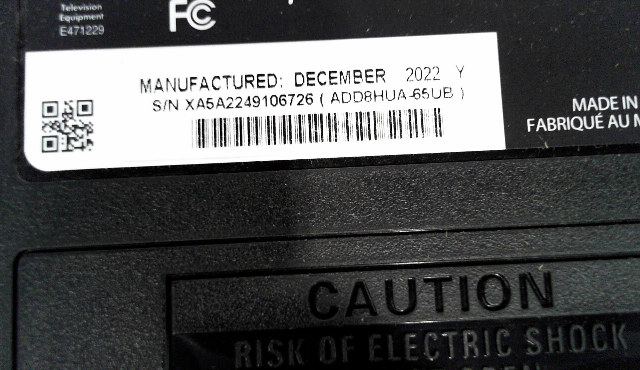 Television
Equipment
E471229
FC
MANUFACTURED: DECEMBER 2022 Y
S/N XA5A2249106726 ( ADD8HUA-65UB )
MADE IN
FABRIQUÉ AU
CAUTION
RISK OF ELECTRIC SHOCK